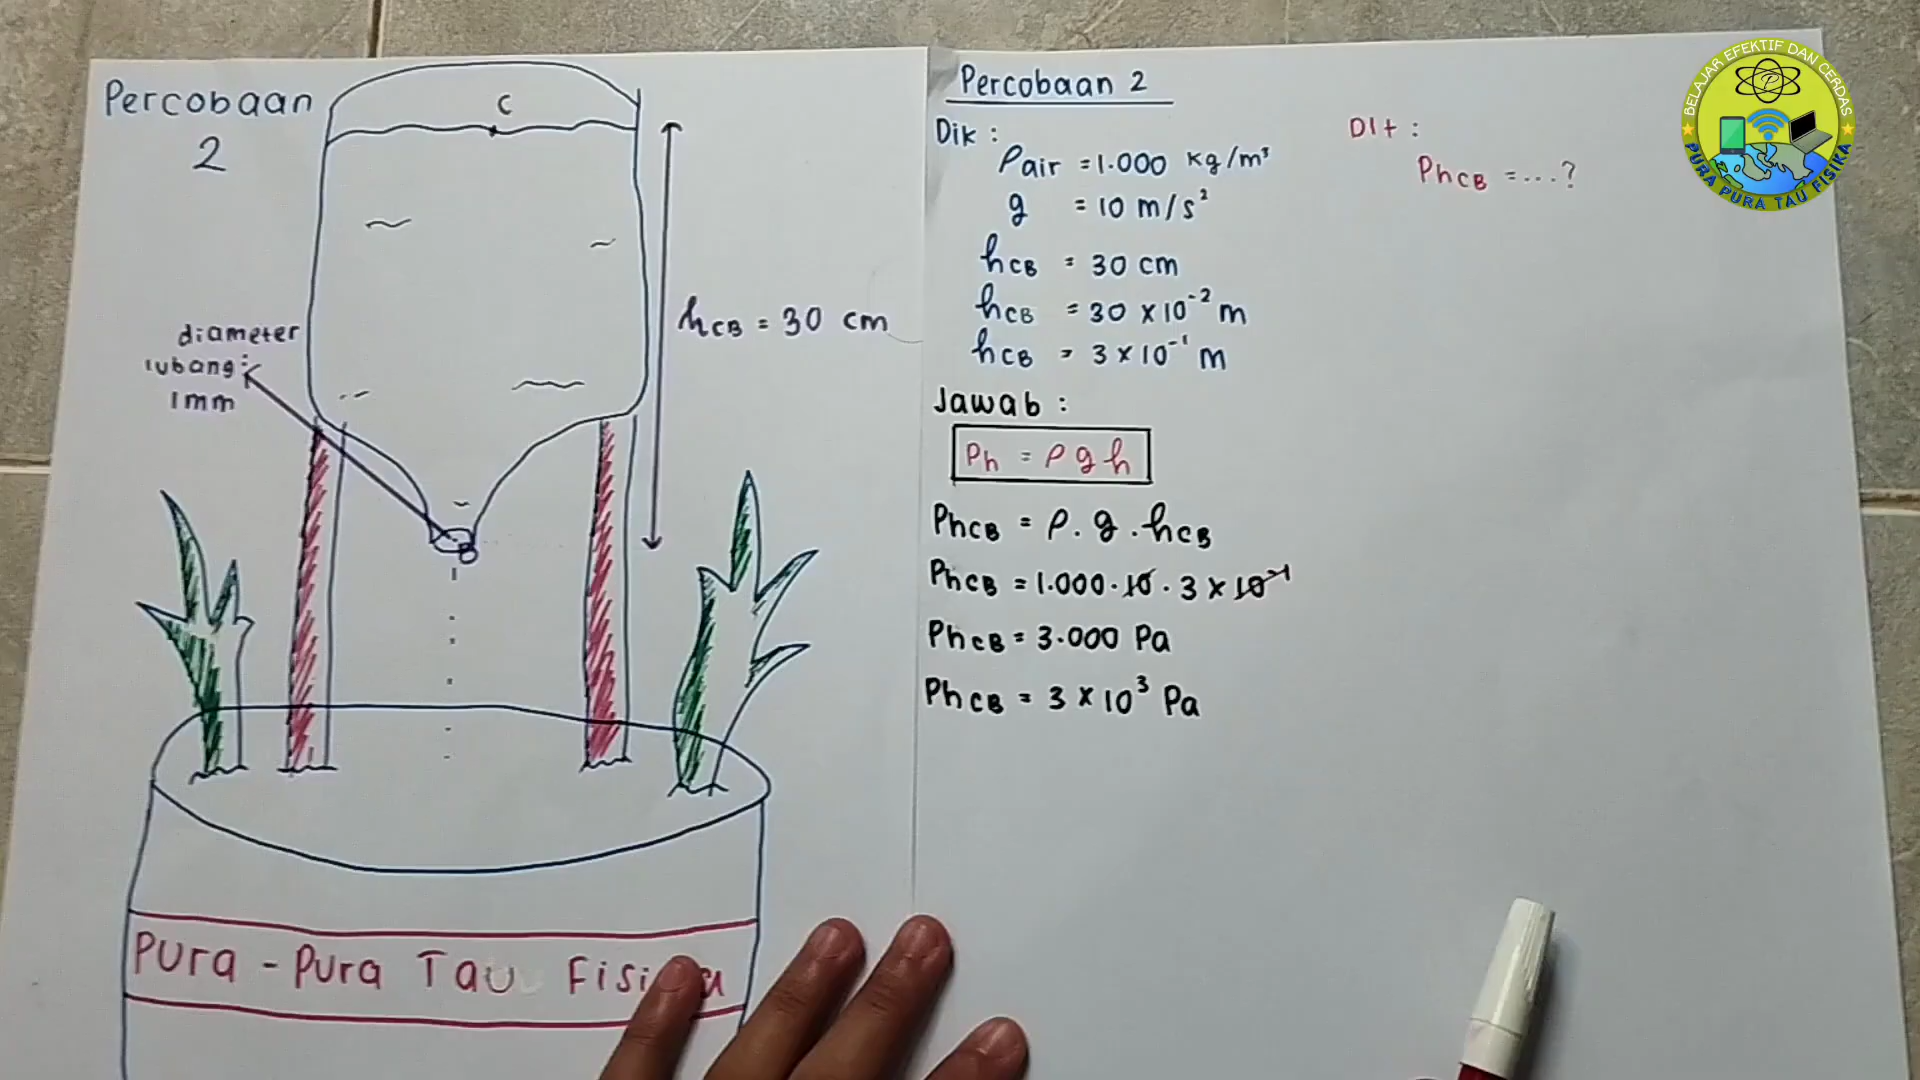 Percobaan
2
C
hCB = 30 cm
diameter
lubang:
1mm
B
Pura - Pura Tau
Percobaan 2
Dik :
ρair = 1.000 kg/m³
g = 10 m/s²
hCB = 30 cm
hCB = 30 x 10⁻² m
hCB = 3 x 10⁻¹ m
Dit :
PhCB = ...?
Jawab :
Ph = ρ g h
PhCB = ρ . g . hCB
PhCB = 1.000 . 10 . 3 x 10⁻¹
PhCB = 3.000 Pa
PhCB = 3 x 10³ Pa
BELAJAR EFEKTIF DAN CERDAS
PURA PURA TAU FISIKA